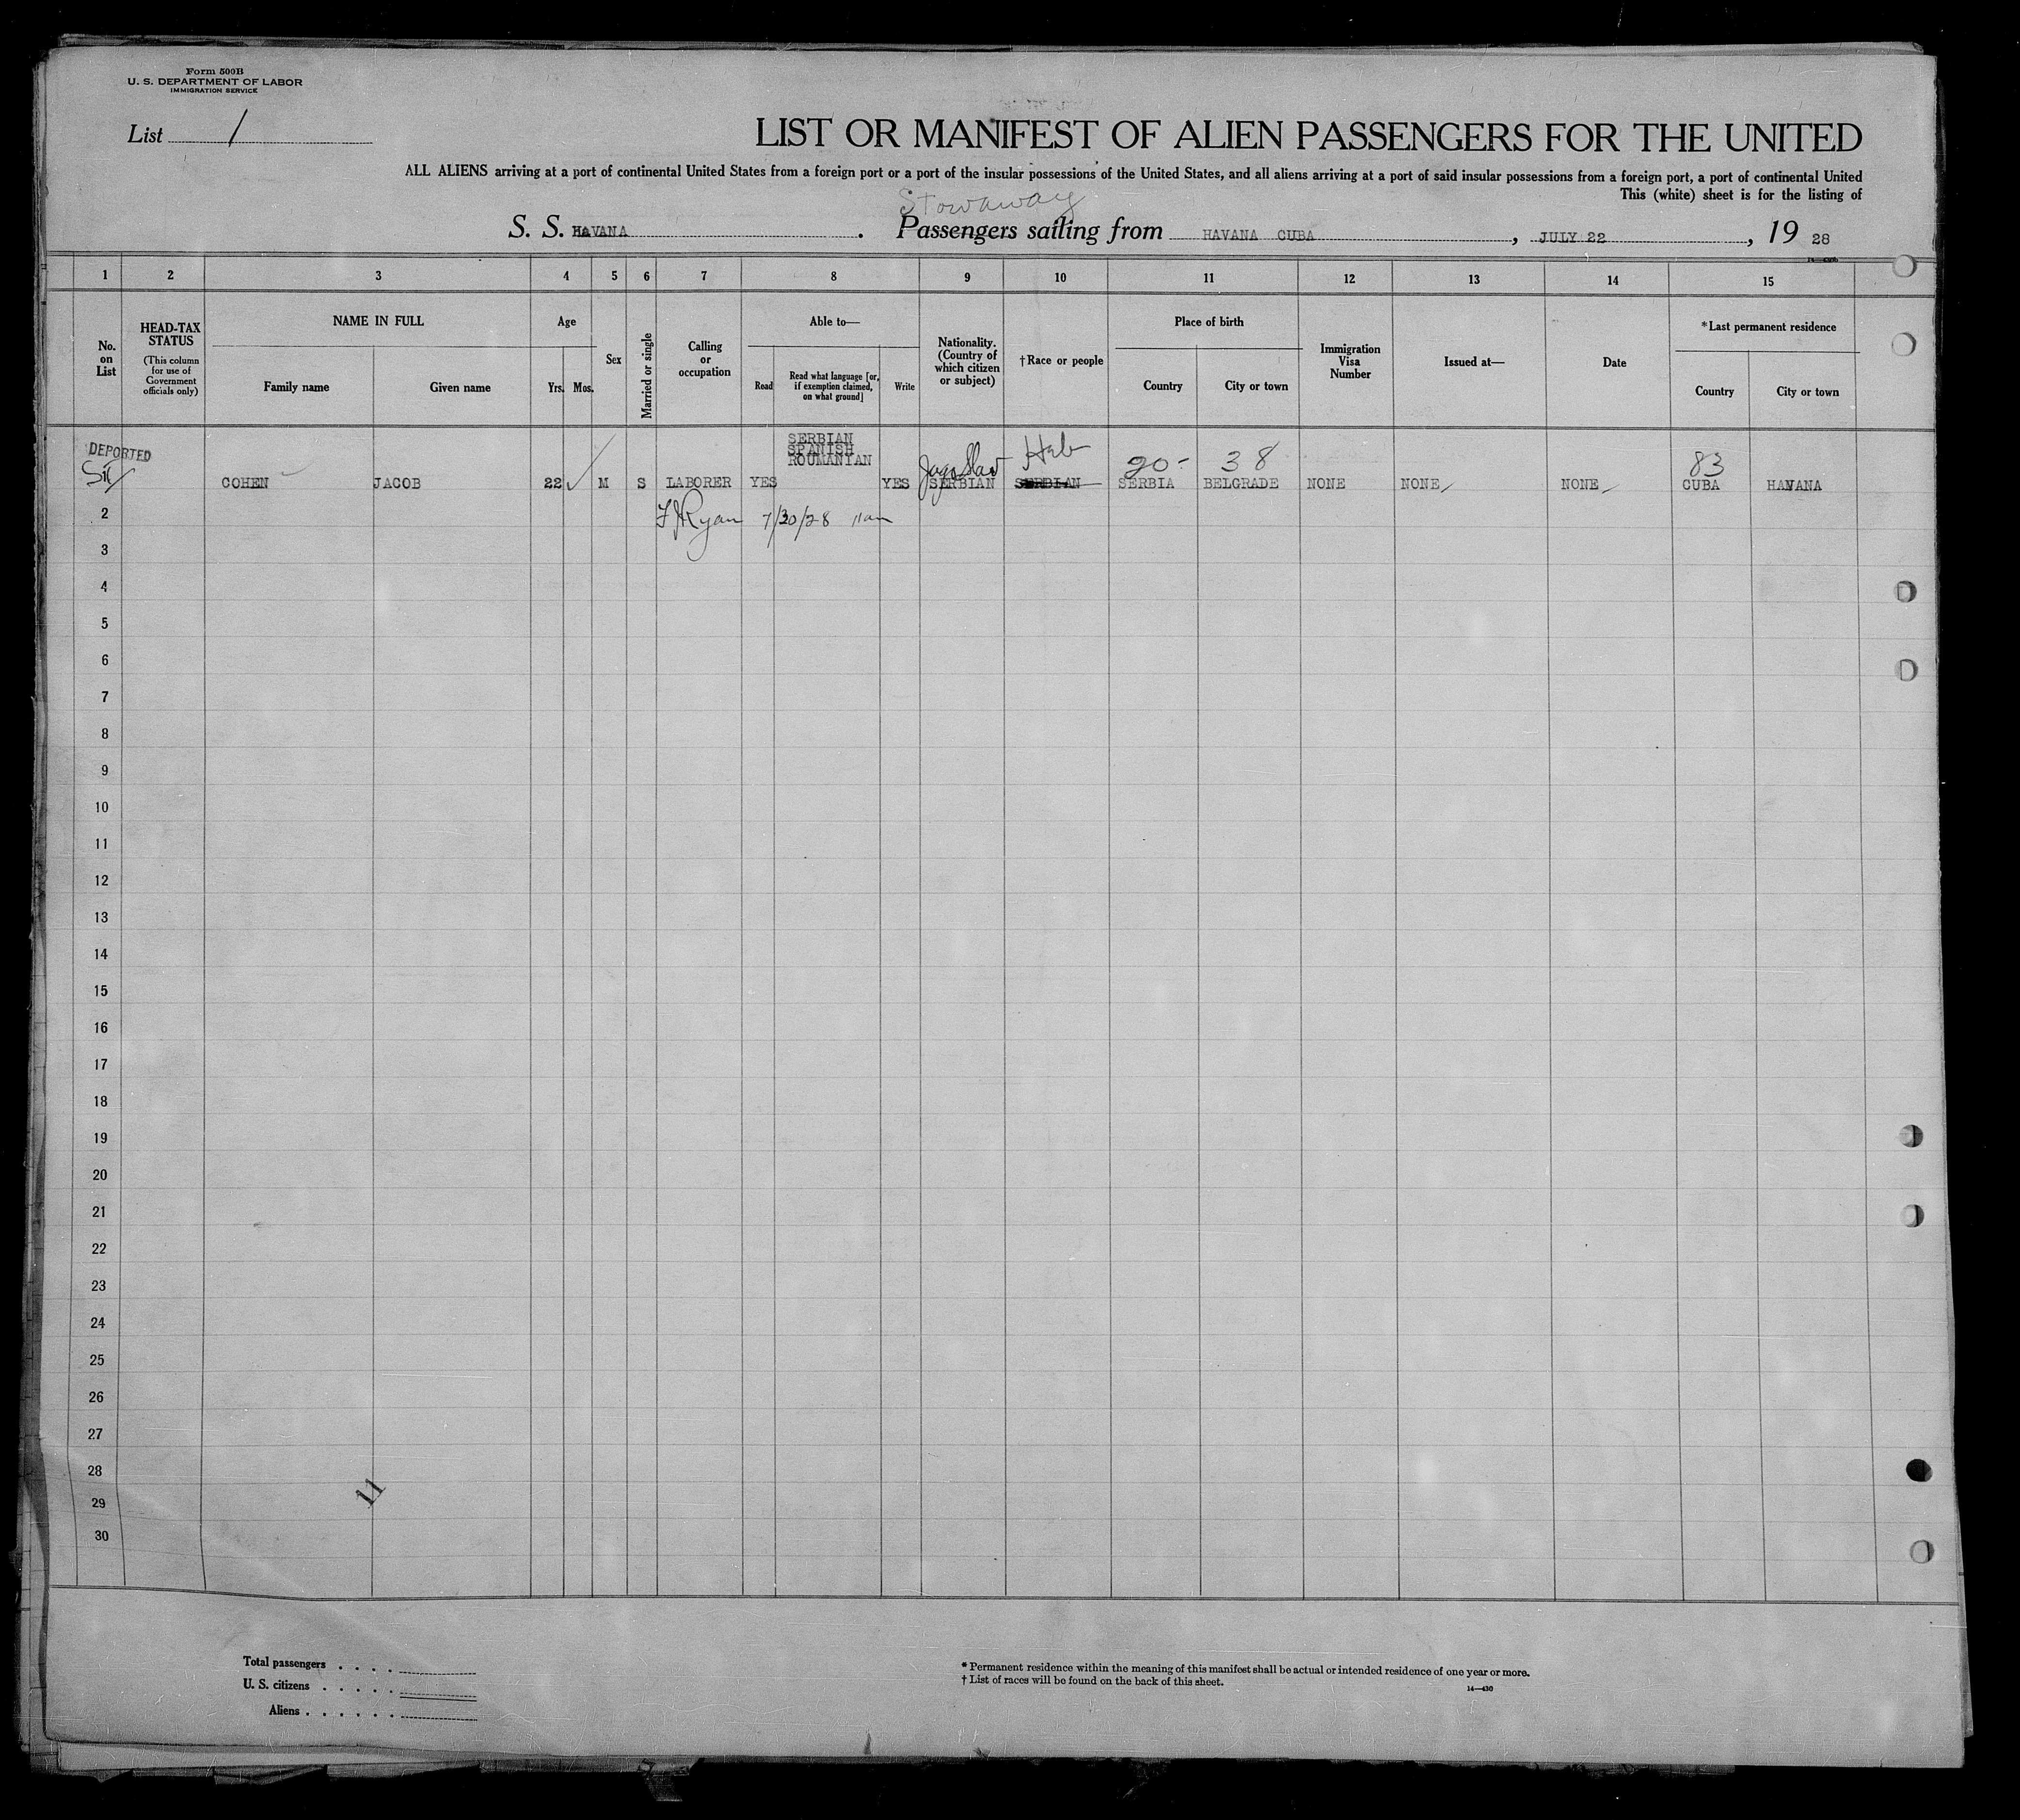 Form 500B
U. S. DEPARTMENT OF LABOR
IMMIGRATION SERVICE
List 1
LIST OR MANIFEST OF ALIEN PASSENGERS FOR THE UNITED
ALL ALIENS arriving at a port of continental United States from a foreign port or a port of the insular possessions of the United States, and all aliens arriving at a port of said insular possessions from a foreign port, a port of continental United
This (white) sheet is for the listing of
Stowaway
S. S. HAVANA. Passengers sailing from HAVANA CUBA, JULY 22, 19 28
1 2 3 4 5 6 7 8 9 10 11 12 13 14 15
No. on List
HEAD-TAX STATUS
(This column for use of Government officials only)
NAME IN FULL
Family name Given name
Age
Yrs. Mos.
Sex
Married or single
Calling or occupation
Able to—
Read
Read what language [or, if exemption claimed, on what ground]
Write
Nationality. (Country of which citizen or subject)
†Race or people
Place of birth
Country City or town
Immigration Visa Number
Issued at—
Date
*Last permanent residence
Country City or town
DEPORTED
SERBIAN
SPANISH
ROUMANIAN
Jugoslav Heb 20- 38 83
COHEN JACOB 22 M S LABORER YES YES SERBIAN SERBIAN SERBIA BELGRADE NONE NONE NONE CUBA HAVANA
2 Ryan 7/30/28 11am
3
4
5
6
7
8
9
10
11
12
13
14
15
16
17
18
19
20
21
22
23
24
25
26
27
28
11
29
30
Total passengers . . . .
U. S. citizens . . . . .
Aliens . . . . . .
* Permanent residence within the meaning of this manifest shall be actual or intended residence of one year or more.
† List of races will be found on the back of this sheet.
14—430